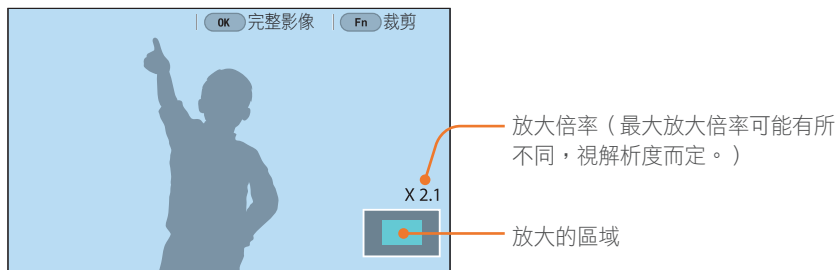 OK 完整影像 Fn 裁剪
放大倍率（最大放大倍率可能有所
不同，視解析度而定。）
X 2.1
放大的區域